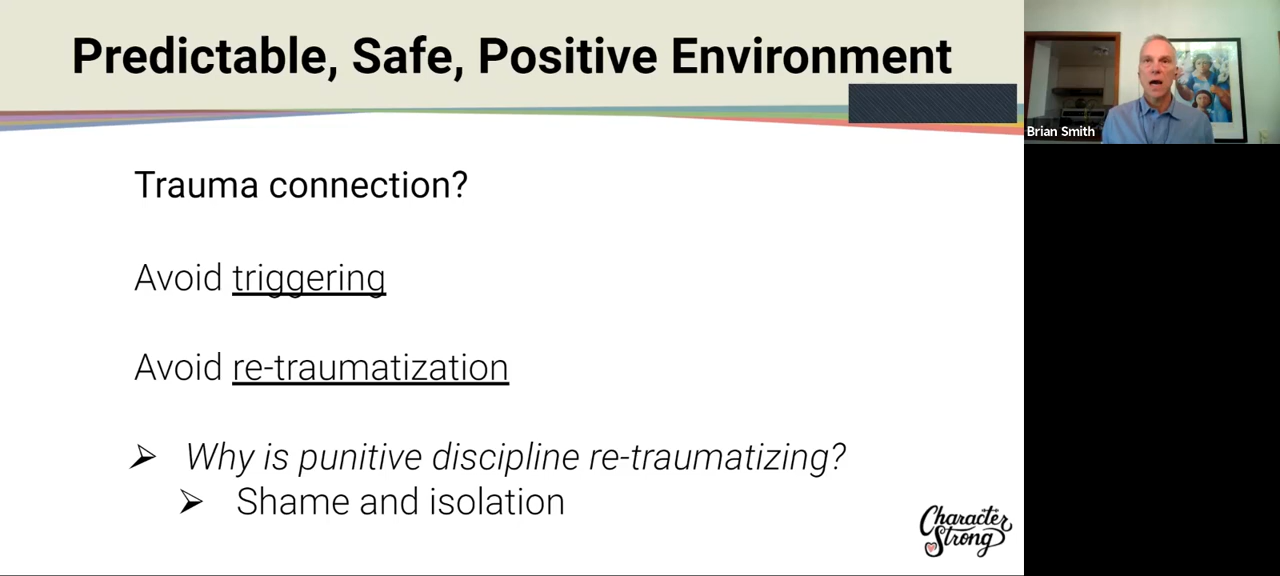 Predictable, Safe, Positive Environment
Brian Smith
Trauma connection?
Avoid triggering
Avoid re-traumatization
Why is punitive discipline re-traumatizing?
Shame and isolation
Character
Strong